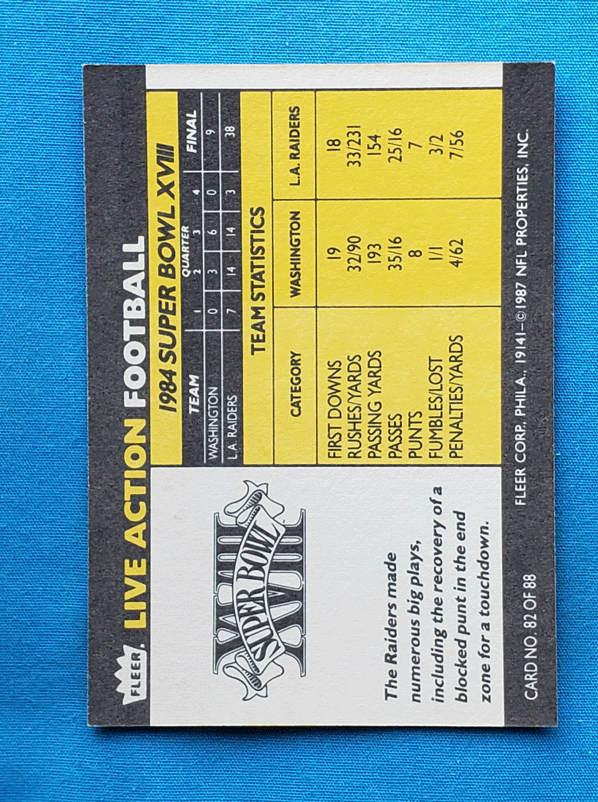 FLEER. LIVE ACTION FOOTBALL
SUPER BOWL
XVIII
The Raiders made
numerous big plays,
including the recovery of a
blocked punt in the end
zone for a touchdown.
1984 SUPER BOWL XVIII
TEAM QUARTER FINAL
1 2 3 4
WASHINGTON 0 3 6 0 9
L.A. RAIDERS 7 14 14 3 38
TEAM STATISTICS
CATEGORY WASHINGTON L.A. RAIDERS
FIRST DOWNS 19 18
RUSHES/YARDS 32/90 33/231
PASSING YARDS 193 154
PASSES 35/16 25/16
PUNTS 8 7
FUMBLES/LOST 1/1 3/2
PENALTIES/YARDS 4/62 7/56
CARD NO. 82 OF 88 FLEER CORP., PHILA., 19141–©1987 NFL PROPERTIES, INC.